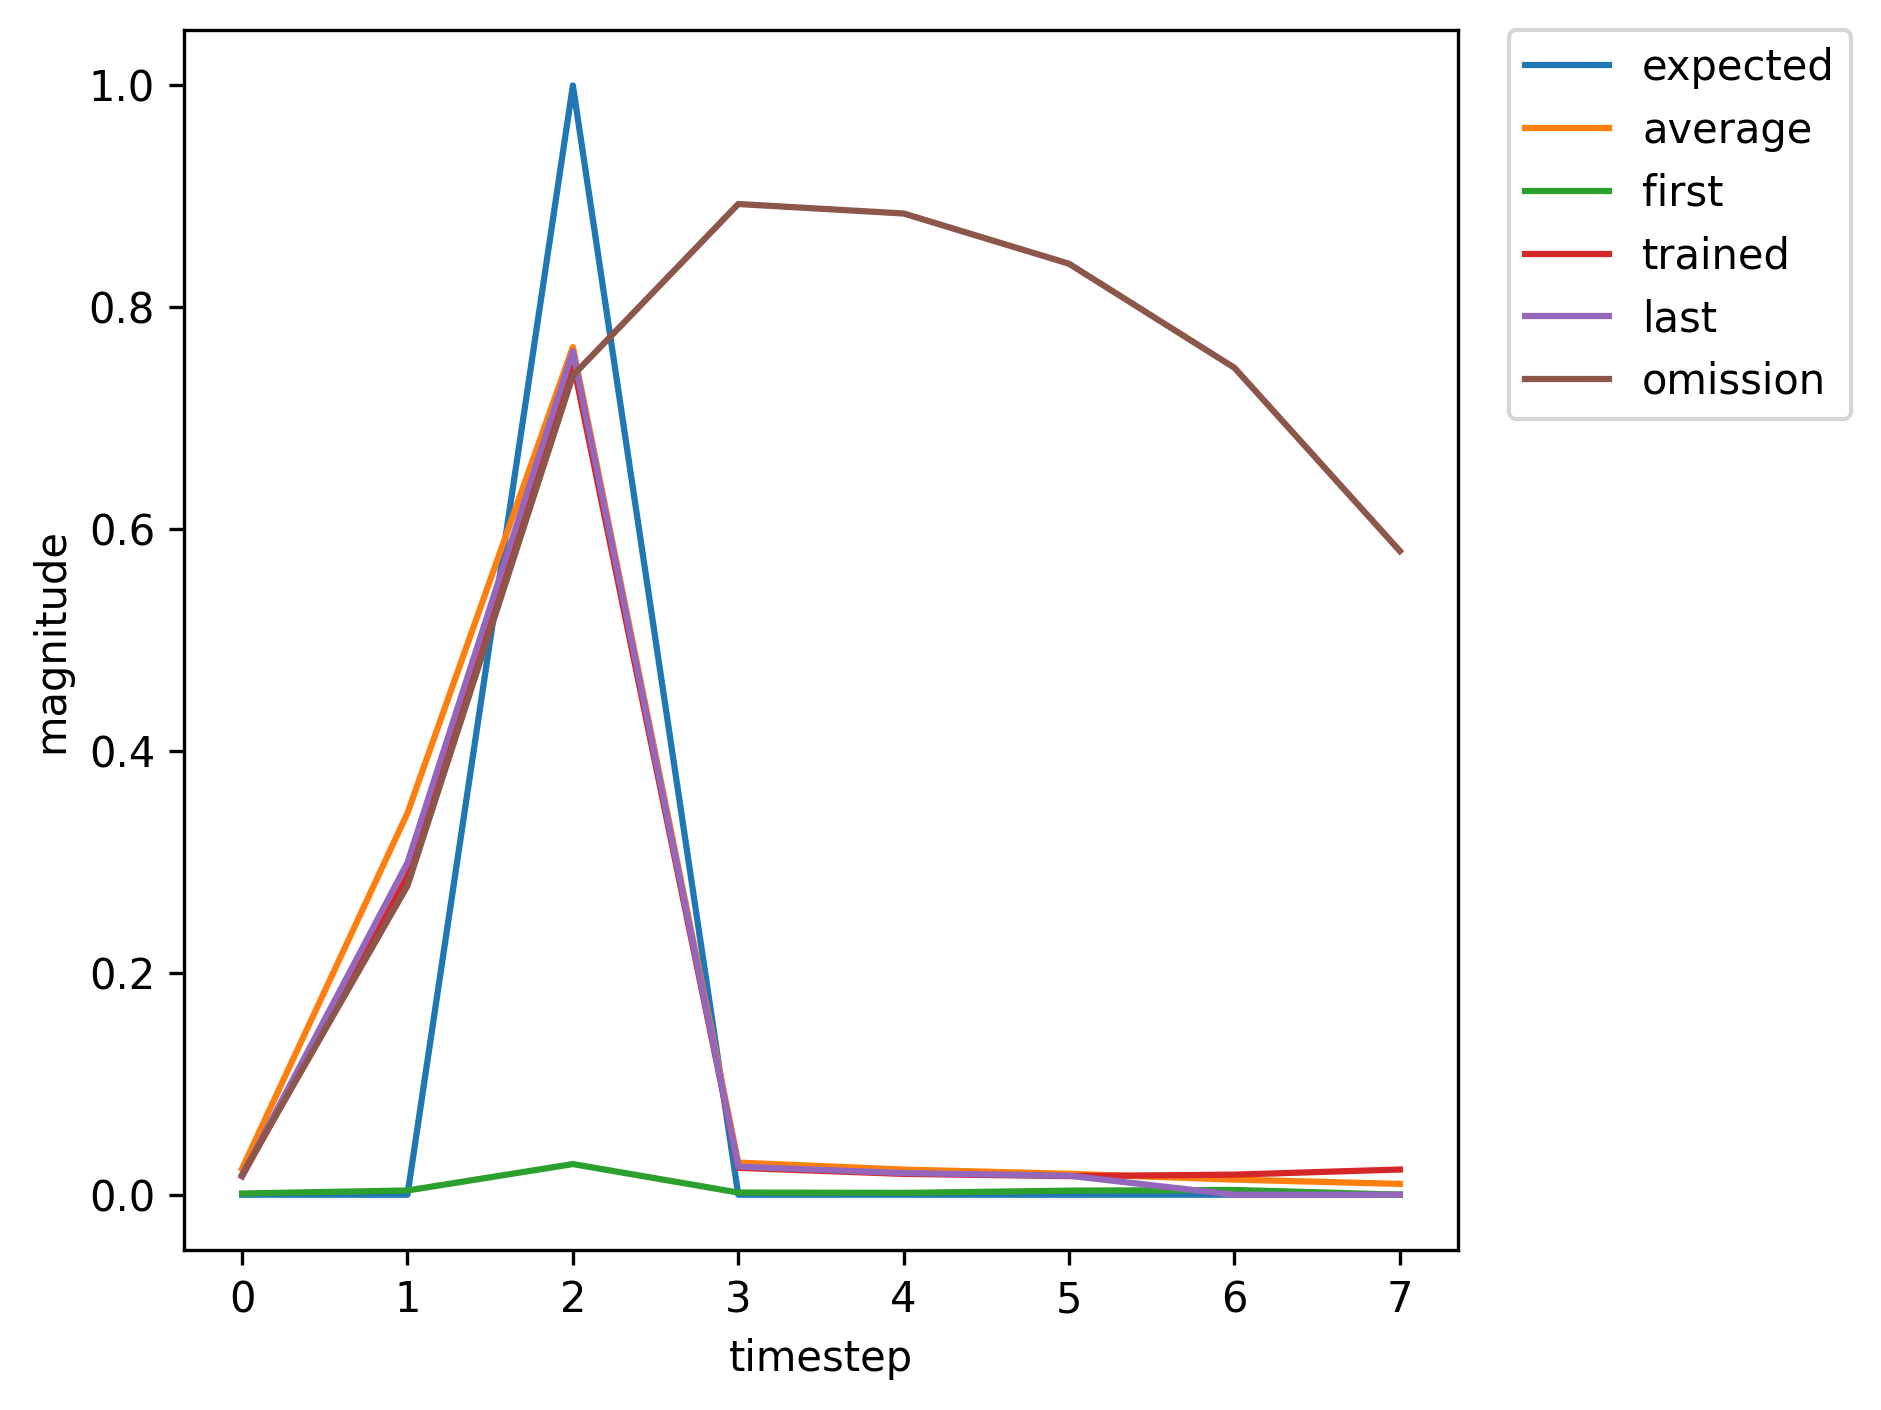 expected
average
first
trained
last
omission
1.0
0.8
0.6
0.4
0.2
0.0
magnitude
0 1 2 3 4 5 6 7
timestep